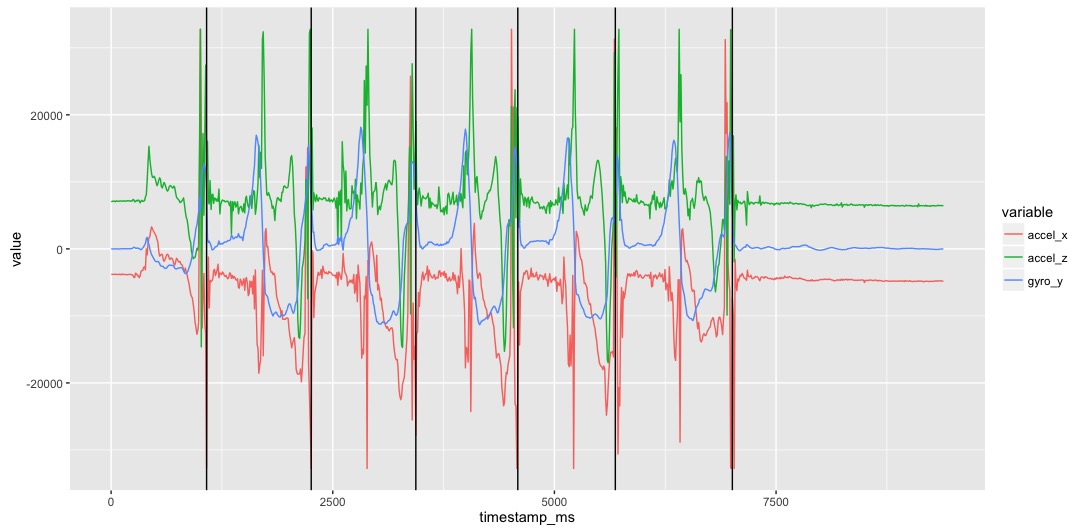 value
20000
0
-20000
0
2500
5000
7500
timestamp_ms
variable
accel_x
accel_z
gyro_y